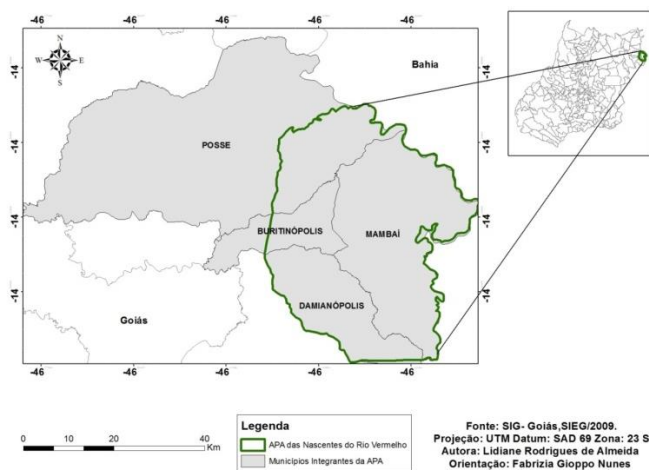 -46 -46 -46 -46 -46
-14
-14
-14
-14
N
W E
S
Bahia
POSSE
BURITINÓPOLIS
MAMBAÍ
DAMIANÓPOLIS
Goiás
-14
-14
-14
-14
-46 -46 -46 -46 -46
0 10 20 40
Km
Legenda
APA das Nascentes do Rio Vermelho
Municípios Integrantes da APA
Fonte: SIG- Goiás,SIEG/2009.
Projeção: UTM Datum: SAD 69 Zona: 23 S
Autora: Lidiane Rodrigues de Almeida
Orientação: Fabrizia Gioppo Nunes